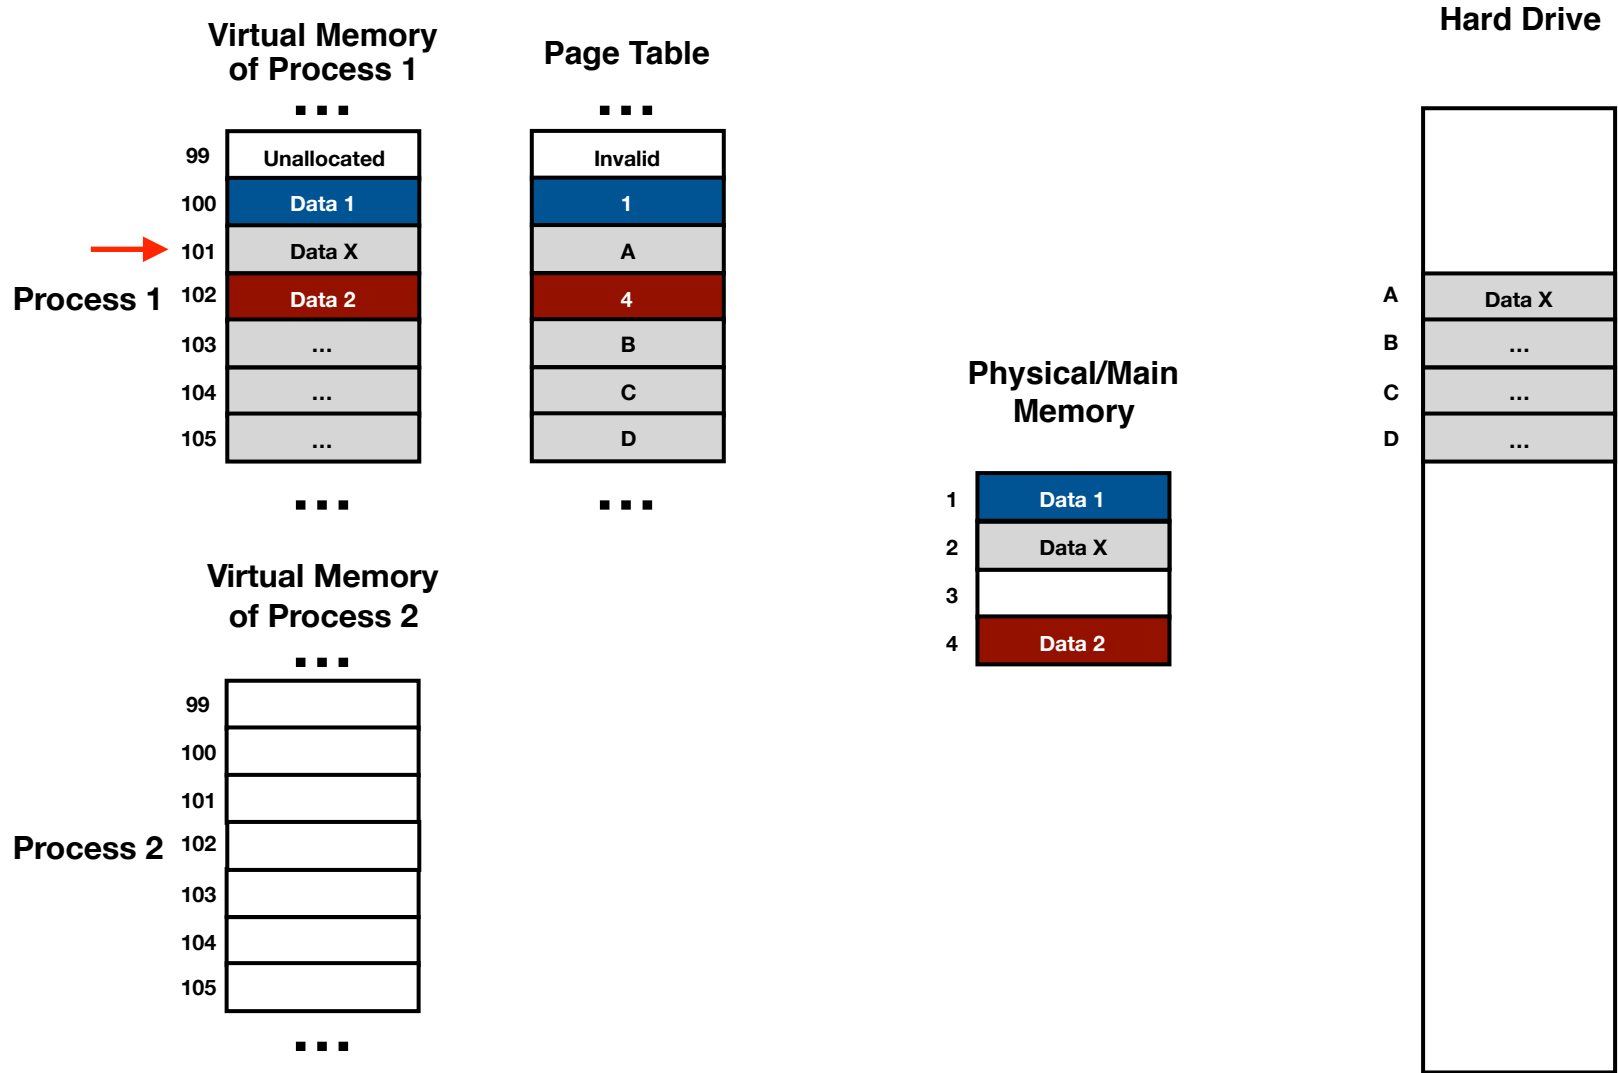 Hard Drive
Virtual Memory
of Process 1
Page Table
...
...
99 Unallocated Invalid
100 Data 1 1
101 Data X A
Process 1 102 Data 2 4
103 ... B
104 ... C
105 ... D
...
...
A Data X
B ...
C ...
D ...
Physical/Main
Memory
1 Data 1
2 Data X
3
4 Data 2
Virtual Memory
of Process 2
...
99
100
101
Process 2 102
103
104
105
...